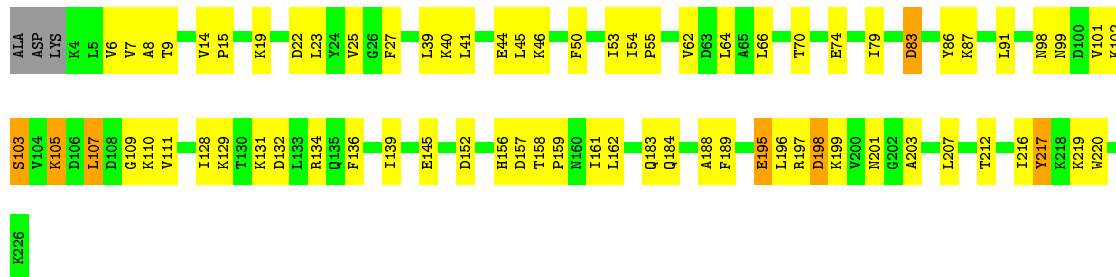 ALA ASP LYS K4 L5 V6 V7 A8 T9 V14 P15 K19 D22 L23 Y24 V25 G26 F27 L39 K40 L41 E44 L45 K46 F50 I53 I54 P55 V62 D63 L64 A65 L66 T70 E74 I79 D83 Y86 K87 L91 N98 N99 D100 V101 K102
S103 V104 K105 D106 L107 D108 G109 K110 V111 I128 K129 T130 K131 D132 L133 R134 Q135 F136 I139 E145 D152 H156 D157 T158 P159 N160 I161 L162 Q183 Q184 A188 F189 E195 L196 R197 D198 K199 V200 N201 G202 A203 L207 T212 I216 Y217 K218 K219 W220
K226